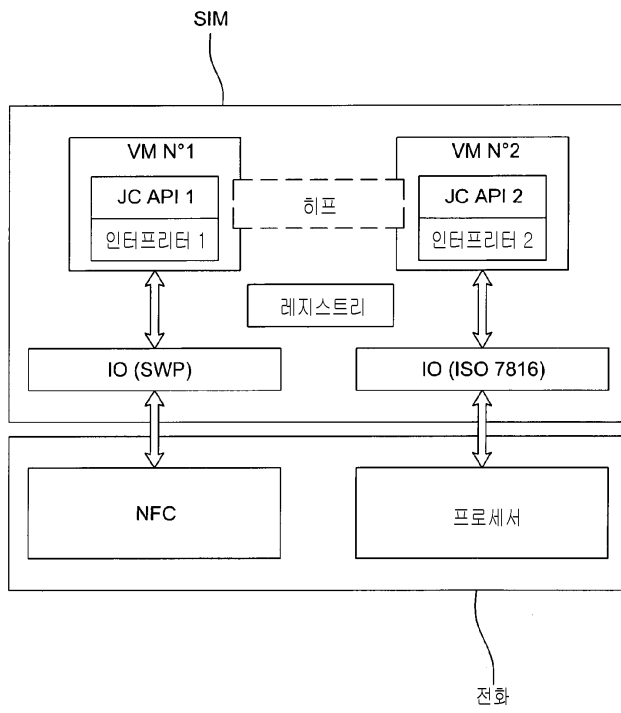 SIM
VM N°1
VM N°2
JC API 1
히프
JC API 2
인터프리터 1
인터프리터 2
레지스트리
IO (SWP)
IO (ISO 7816)
NFC
프로세서
전화